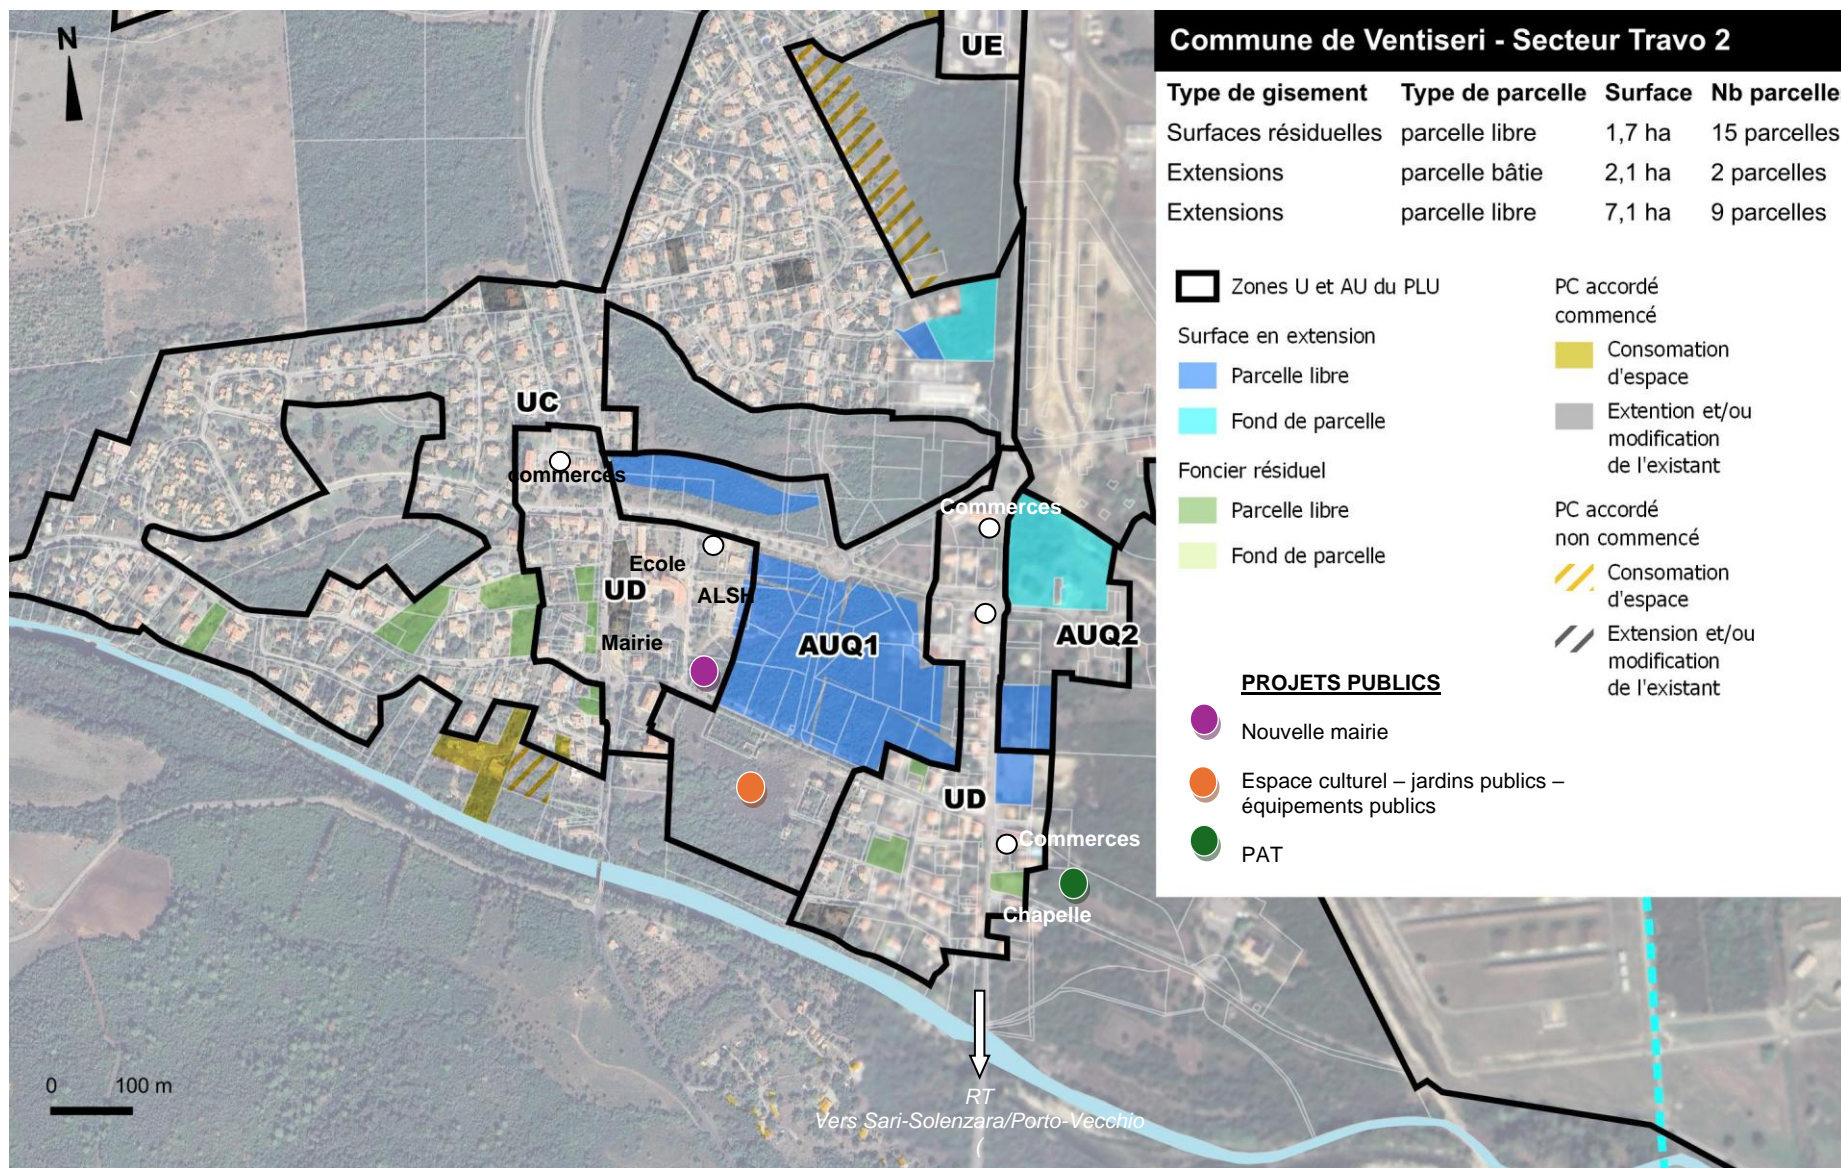 N
Commune de Ventiseri - Secteur Travo 2
Type de gisement Type de parcelle Surface Nb parcelle
Surfaces résiduelles parcelle libre 1,7 ha 15 parcelles
Extensions parcelle bâtie 2,1 ha 2 parcelles
Extensions parcelle libre 7,1 ha 9 parcelles
Zones U et AU du PLU
Surface en extension
Parcelle libre
Fond de parcelle
Foncier résiduel
Parcelle libre
Fond de parcelle
PC accordé
commencé
Consomation
d'espace
Extention et/ou
modification
de l'existant
PC accordé
non commencé
Consomation
d'espace
Extension et/ou
modification
de l'existant
PROJETS PUBLICS
Nouvelle mairie
Espace culturel – jardins publics –
équipements publics
PAT
UE
UC
commerces
Commerces
Ecole
UD
ALSH
Mairie
AUQ1
AUQ2
UD
Commerces
Chapelle
0 100 m
RT
Vers Sari-Solenzara/Porto-Vecchio
(